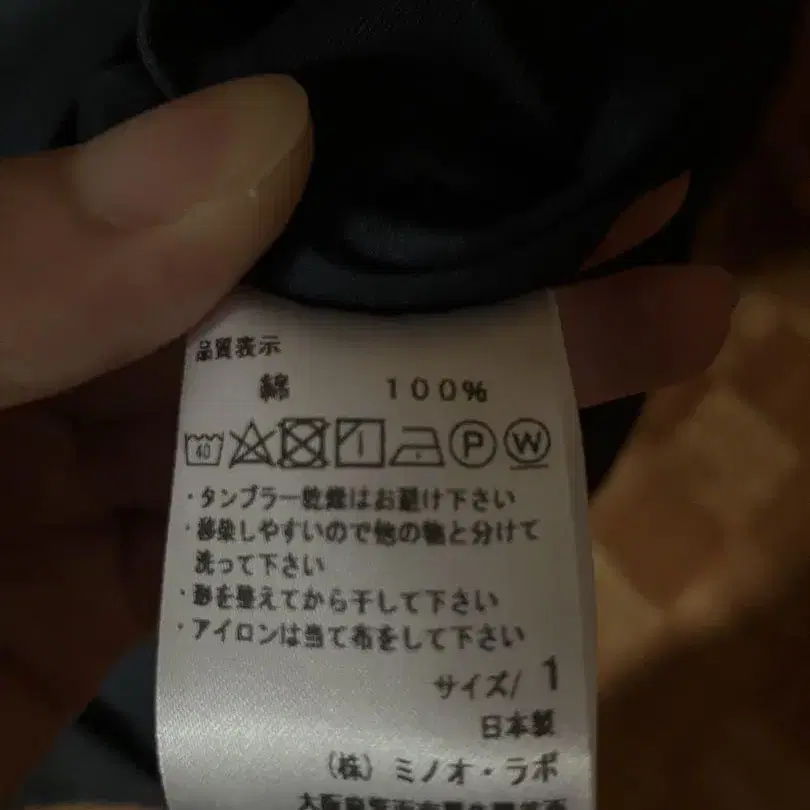 品質表示
綿 100%
40 P W
・タンブラー乾燥はお避け下さい
・移染しやすいので他の物と分けて
洗って下さい
・形を整えてから干して下さい
・アイロンは当て布をして下さい
サイズ/ 1
日本製
(株) ミノオ・ラボ
大阪